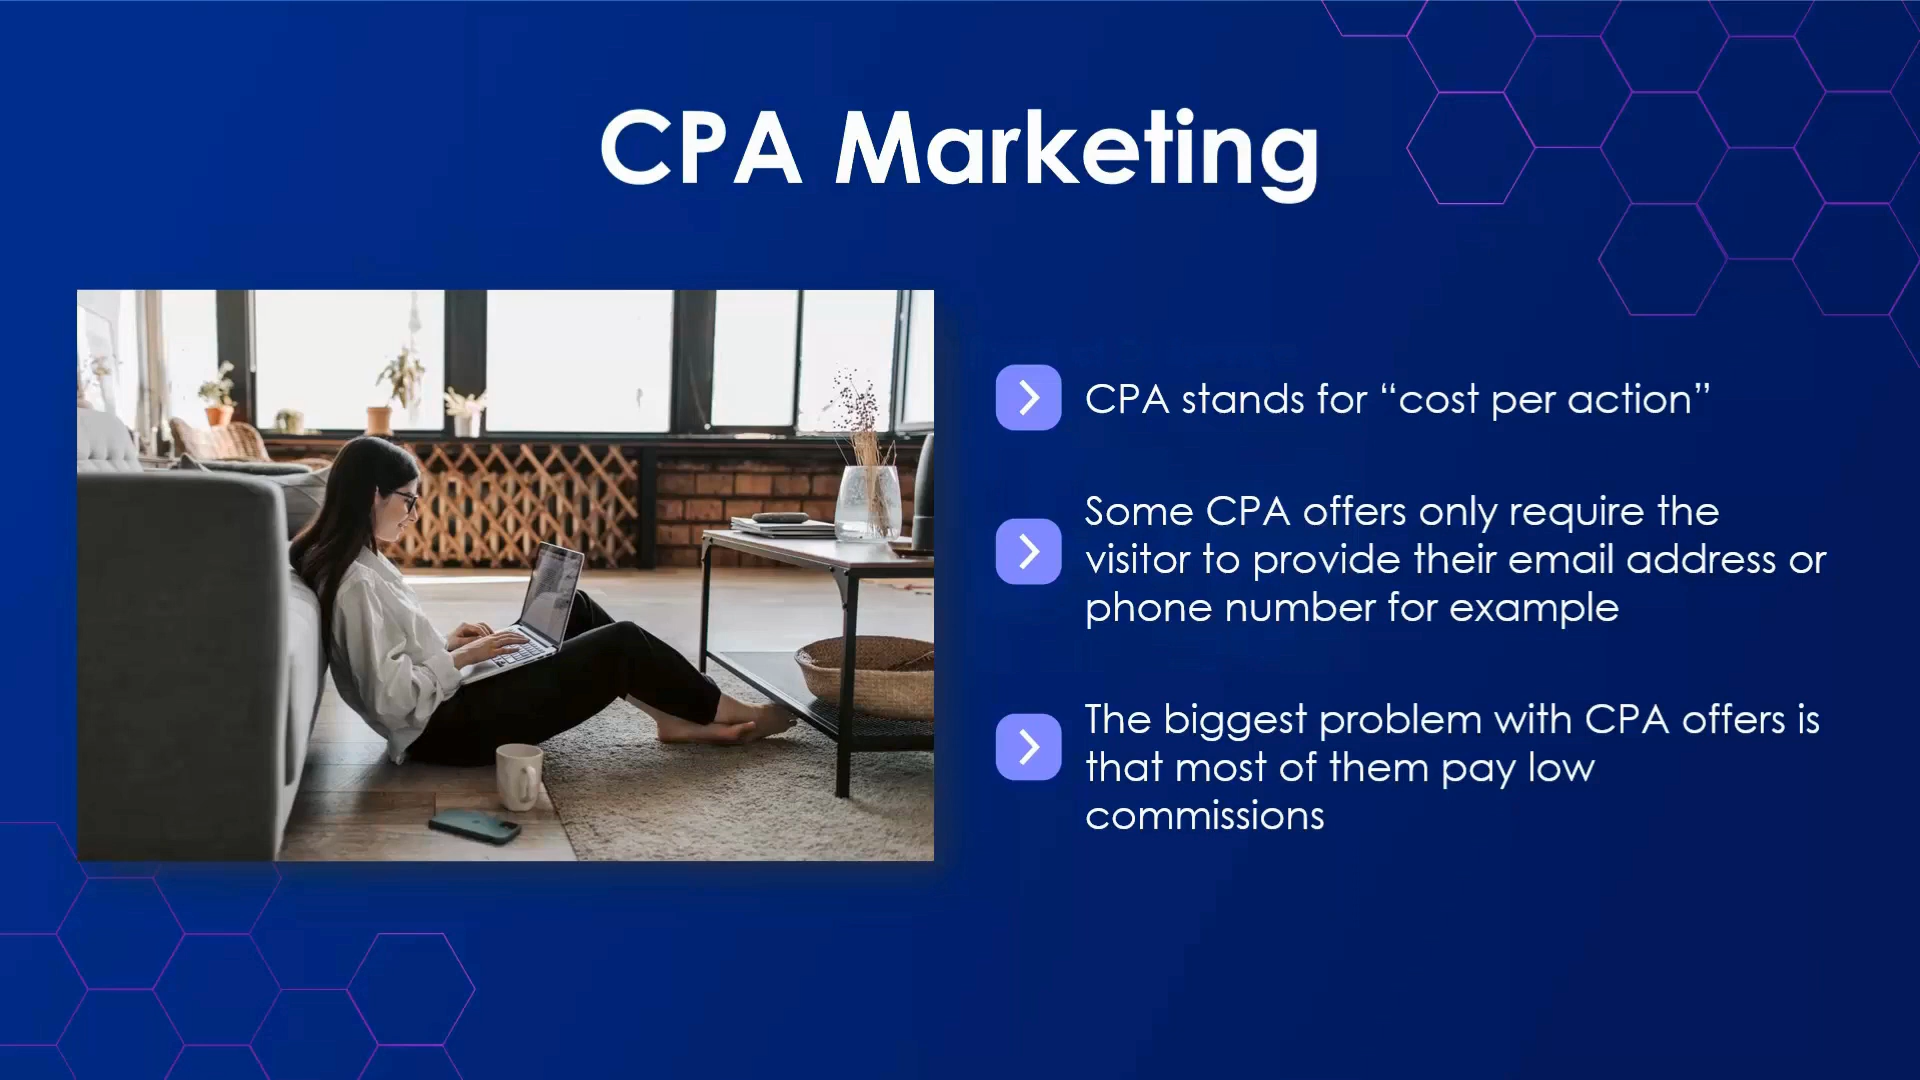 CPA Marketing
CPA stands for “cost per action”
Some CPA offers only require the
visitor to provide their email address or
phone number for example
The biggest problem with CPA offers is
that most of them pay low
commissions